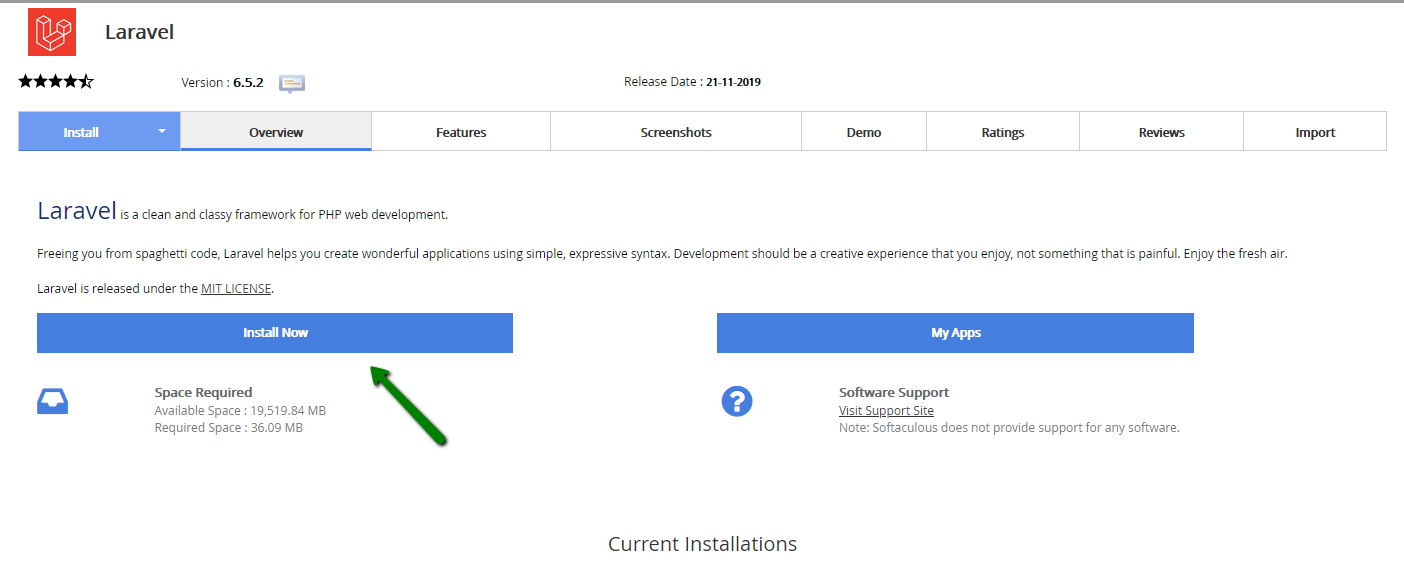 Laravel
Version : 6.5.2
Release Date : 21-11-2019
Install
Overview
Features
Screenshots
Demo
Ratings
Reviews
Import
Laravel is a clean and classy framework for PHP web development.
Freeing you from spaghetti code, Laravel helps you create wonderful applications using simple, expressive syntax. Development should be a creative experience that you enjoy, not something that is painful. Enjoy the fresh air.
Laravel is released under the MIT LICENSE.
Install Now
My Apps
Space Required
Available Space : 19,519.84 MB
Required Space : 36.09 MB
Software Support
Visit Support Site
Note: Softaculous does not provide support for any software.
Current Installations